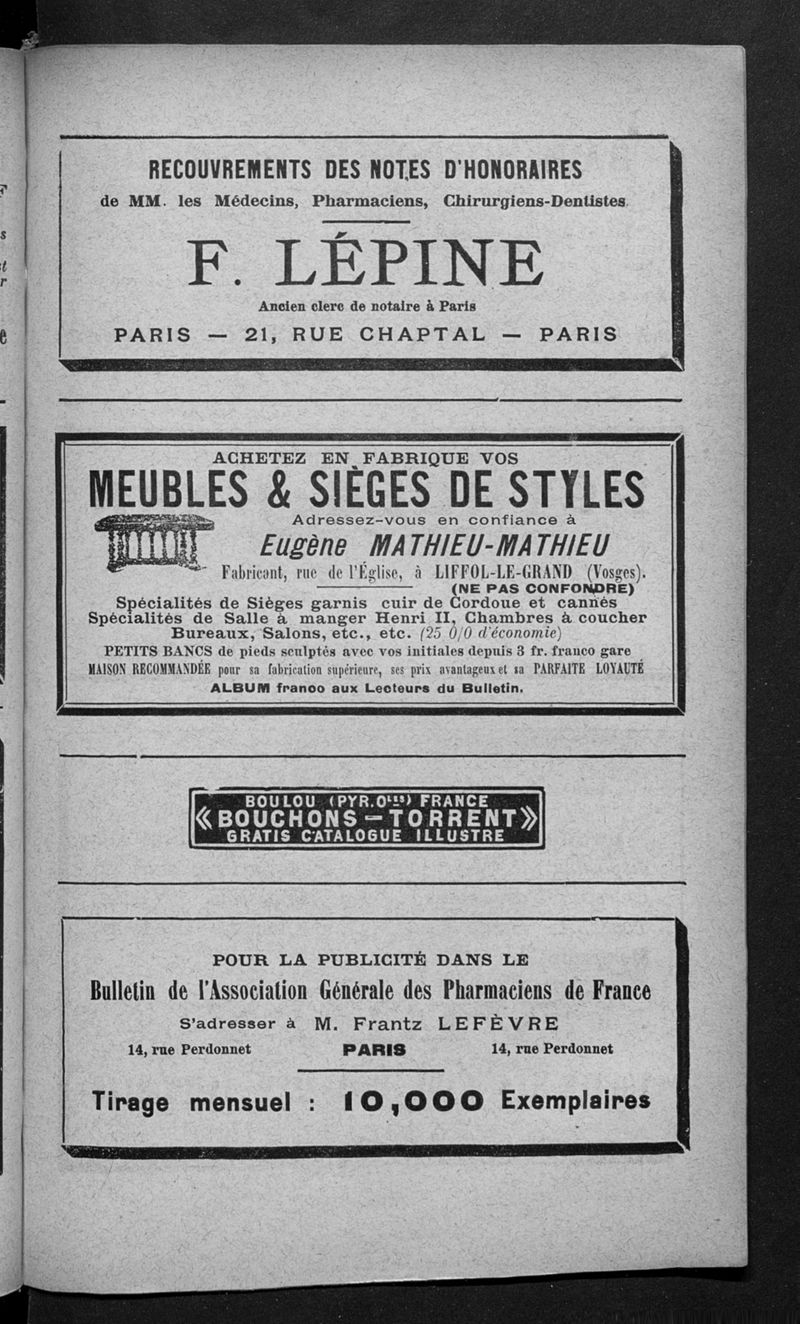 RECOUVREMENTS DES NOTES D'HONORAIRES
de MM. les Médecins, Pharmaciens, Chirurgiens-Dentistes
F. LÉPINE
Ancien clerc de notaire à Paris
PARIS — 21, RUE CHAPTAL — PARIS
ACHETEZ EN FABRIQUE VOS
MEUBLES & SIÈGES DE STYLES
Adressez-vous en confiance à
Eugène MATHIEU-MATHIEU
Fabricant, rue de l'Église, à LIFFOL-LE-GRAND (Vosges).
(NE PAS CONFONDRE)
Spécialités de Sièges garnis cuir de Cordoue et cannés
Spécialités de Salle à manger Henri II, Chambres à coucher
Bureaux, Salons, etc., etc. (25 0/0 d'économie)
PETITS BANCS de pieds sculptés avec vos initiales depuis 3 fr. franco gare
MAISON RECOMMANDÉE pour sa fabrication supérieure, ses prix avantageux et sa PARFAITE LOYAUTÉ
ALBUM franco aux Lecteurs du Bulletin.
BOULOU (PYR. Oles) FRANCE
« BOUCHONS — TORRENT »
GRATIS CATALOGUE ILLUSTRE
POUR LA PUBLICITÉ DANS LE
Bulletin de l'Association Générale des Pharmaciens de France
S'adresser à M. Frantz LEFÈVRE
14, rue Perdonnet PARIS 14, rue Perdonnet
Tirage mensuel : 10,000 Exemplaires